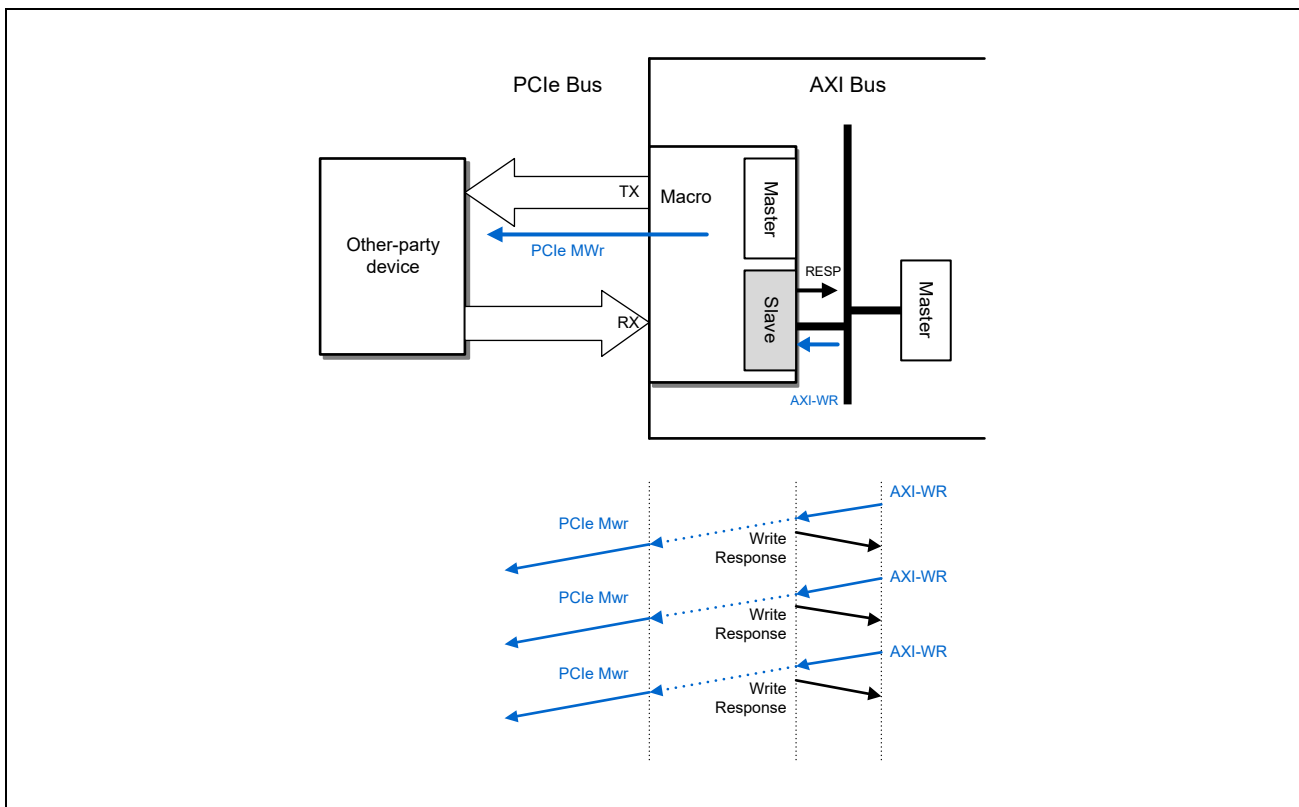 PCIe Bus
AXI Bus
Other-party
device
TX
Macro
Master
PCIe MWr
RESP
RX
Slave
Master
AXI-WR
AXI-WR
PCIe Mwr
Write
Response
AXI-WR
PCIe Mwr
Write
Response
AXI-WR
PCIe Mwr
Write
Response